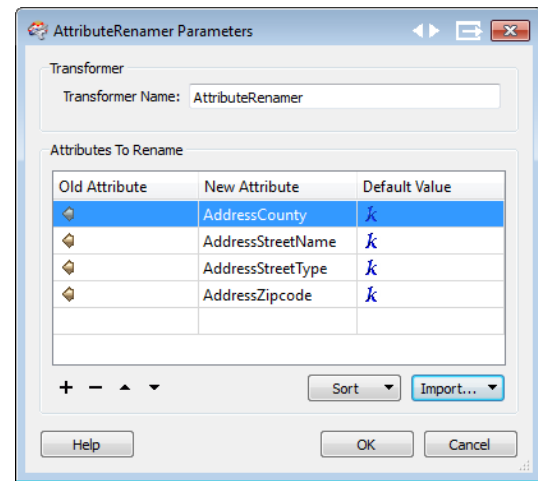 AttributeRenamer Parameters
Transformer
Transformer Name: AttributeRenamer
Attributes To Rename
Old Attribute New Attribute Default Value
AddressCounty k
AddressStreetName k
AddressStreetType k
AddressZipcode k
Sort Import...
Help OK Cancel